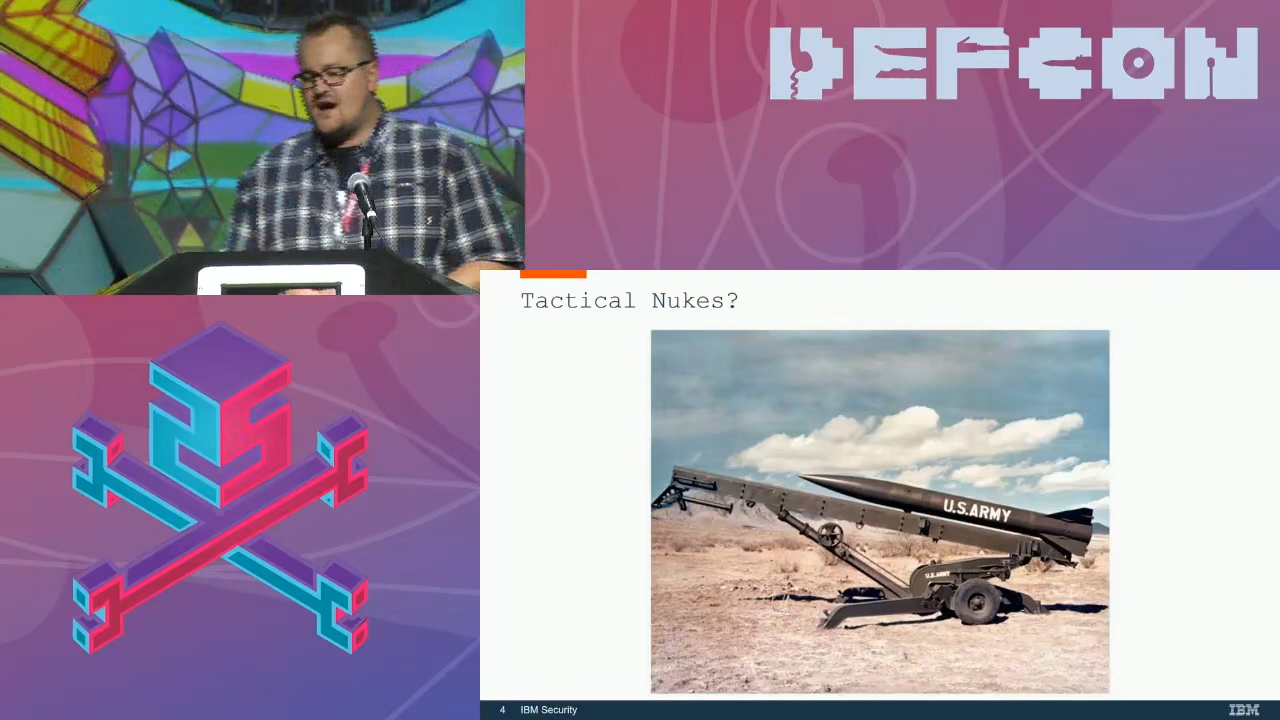 DEFCON
Tactical Nukes?
U.S.ARMY
U.S.ARMY
4 IBM Security
IBM